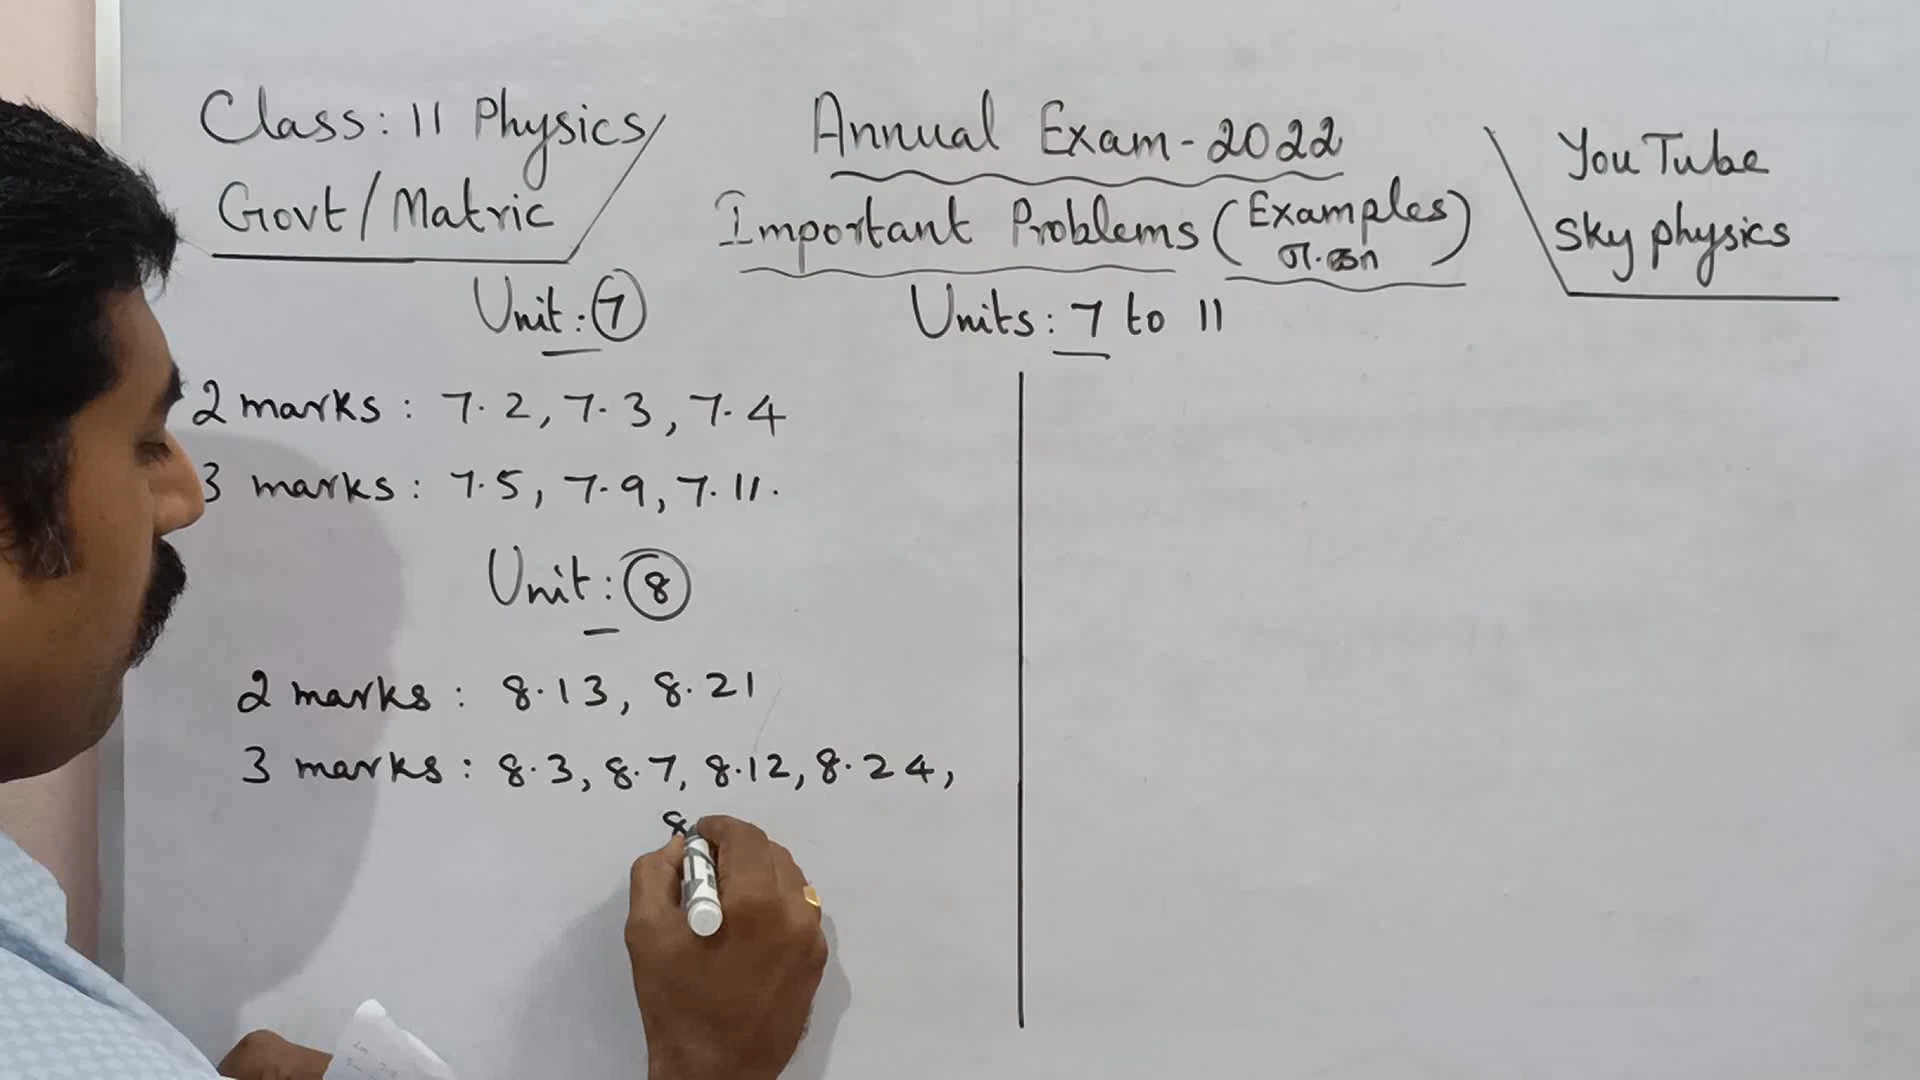 Class: 11 Physics
Govt/Matric
Annual Exam-2022
Important Problems (Examples
எ.கா)
YouTube
Sky physics
Unit: 7
Units: 7 to 11
2 marks: 7.2, 7.3, 7.4
3 marks: 7.5, 7.9, 7.11.
Unit: 8
2 marks: 8.13, 8.21
3 marks: 8.3, 8.7, 8.12, 8.24,
8